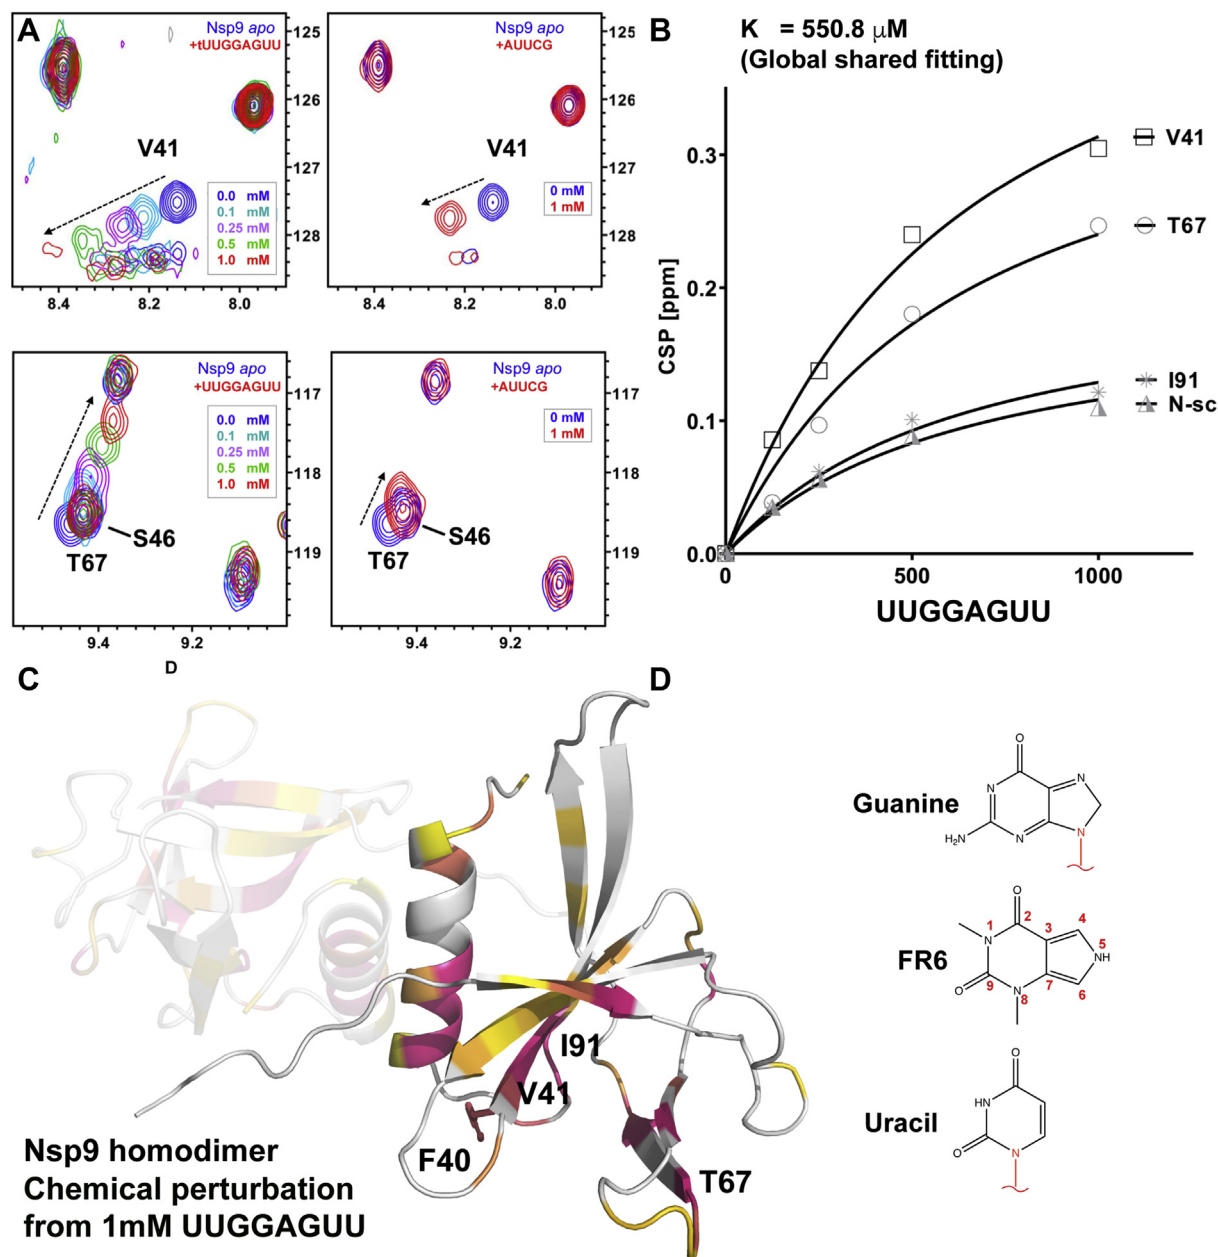 A
Nsp9 apo
+tUUGGAGUU
V41
0.0 mM
0.1 mM
0.25 mM
0.5 mM
1.0 mM
125
126
127
128
8.4
8.2
8.0
Nsp9 apo
+AUUCG
V41
0 mM
1 mM
125
126
127
128
8.4
8.2
8.0
Nsp9 apo
+UUGGAGUU
0.0 mM
0.1 mM
0.25 mM
0.5 mM
1.0 mM
S46
T67
117
118
119
9.4
9.2
D
Nsp9 apo
+AUUCG
0 mM
1 mM
S46
T67
117
118
119
9.4
9.2
B
K = 550.8 µM
(Global shared fitting)
CSP [ppm]
0.3
0.2
0.1
0.0
0
500
1000
UUGGAGUU
V41
T67
I91
N-sc
C
I91
V41
F40
T67
Nsp9 homodimer
Chemical perturbation
from 1mM UUGGAGUU
D
Guanine
O
N
N
H₂N
N
N
FR6
O
1
2
3
4
5
N
NH
O
9
N
8
7
6
Uracil
O
NH
O
N